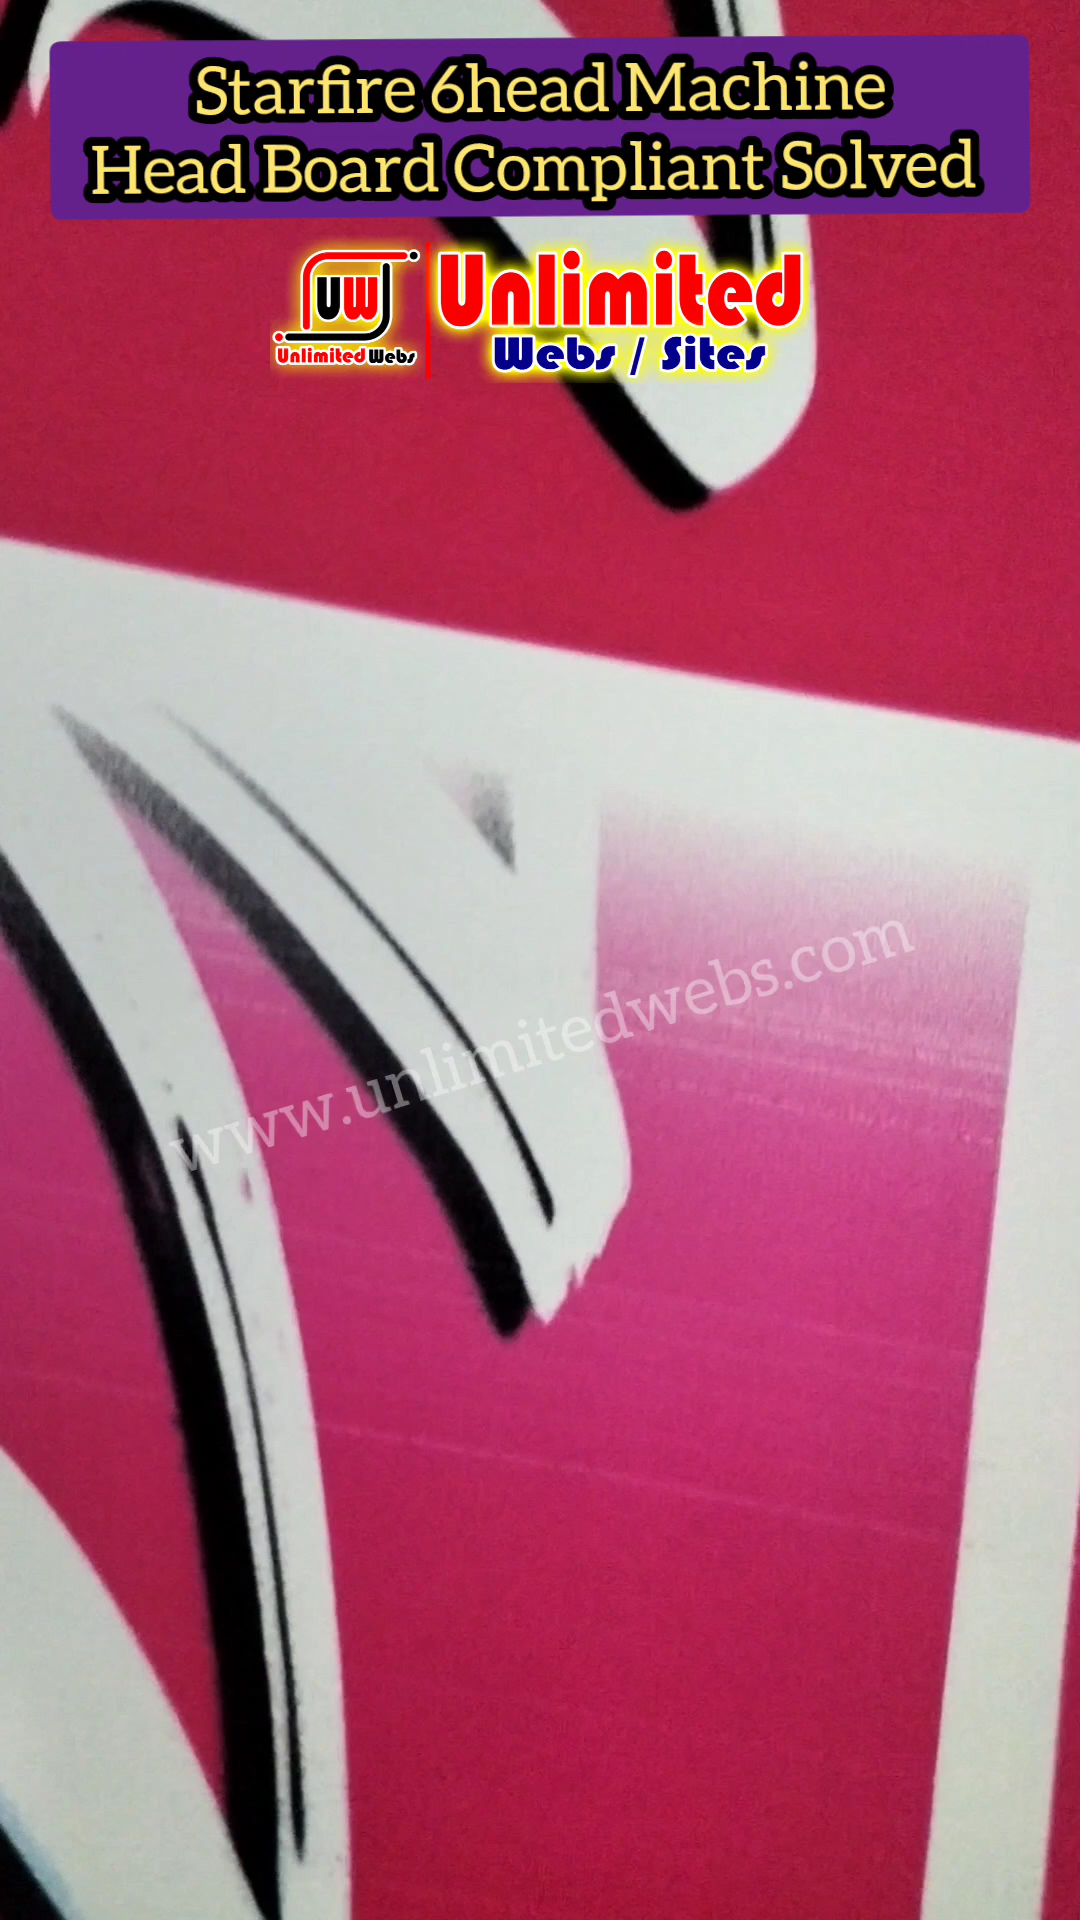 Starfire 6head Machine
Head Board Compliant Solved
UW
Unlimited Webs
Unlimited
Webs / Sites
www.unlimitedwebs.com